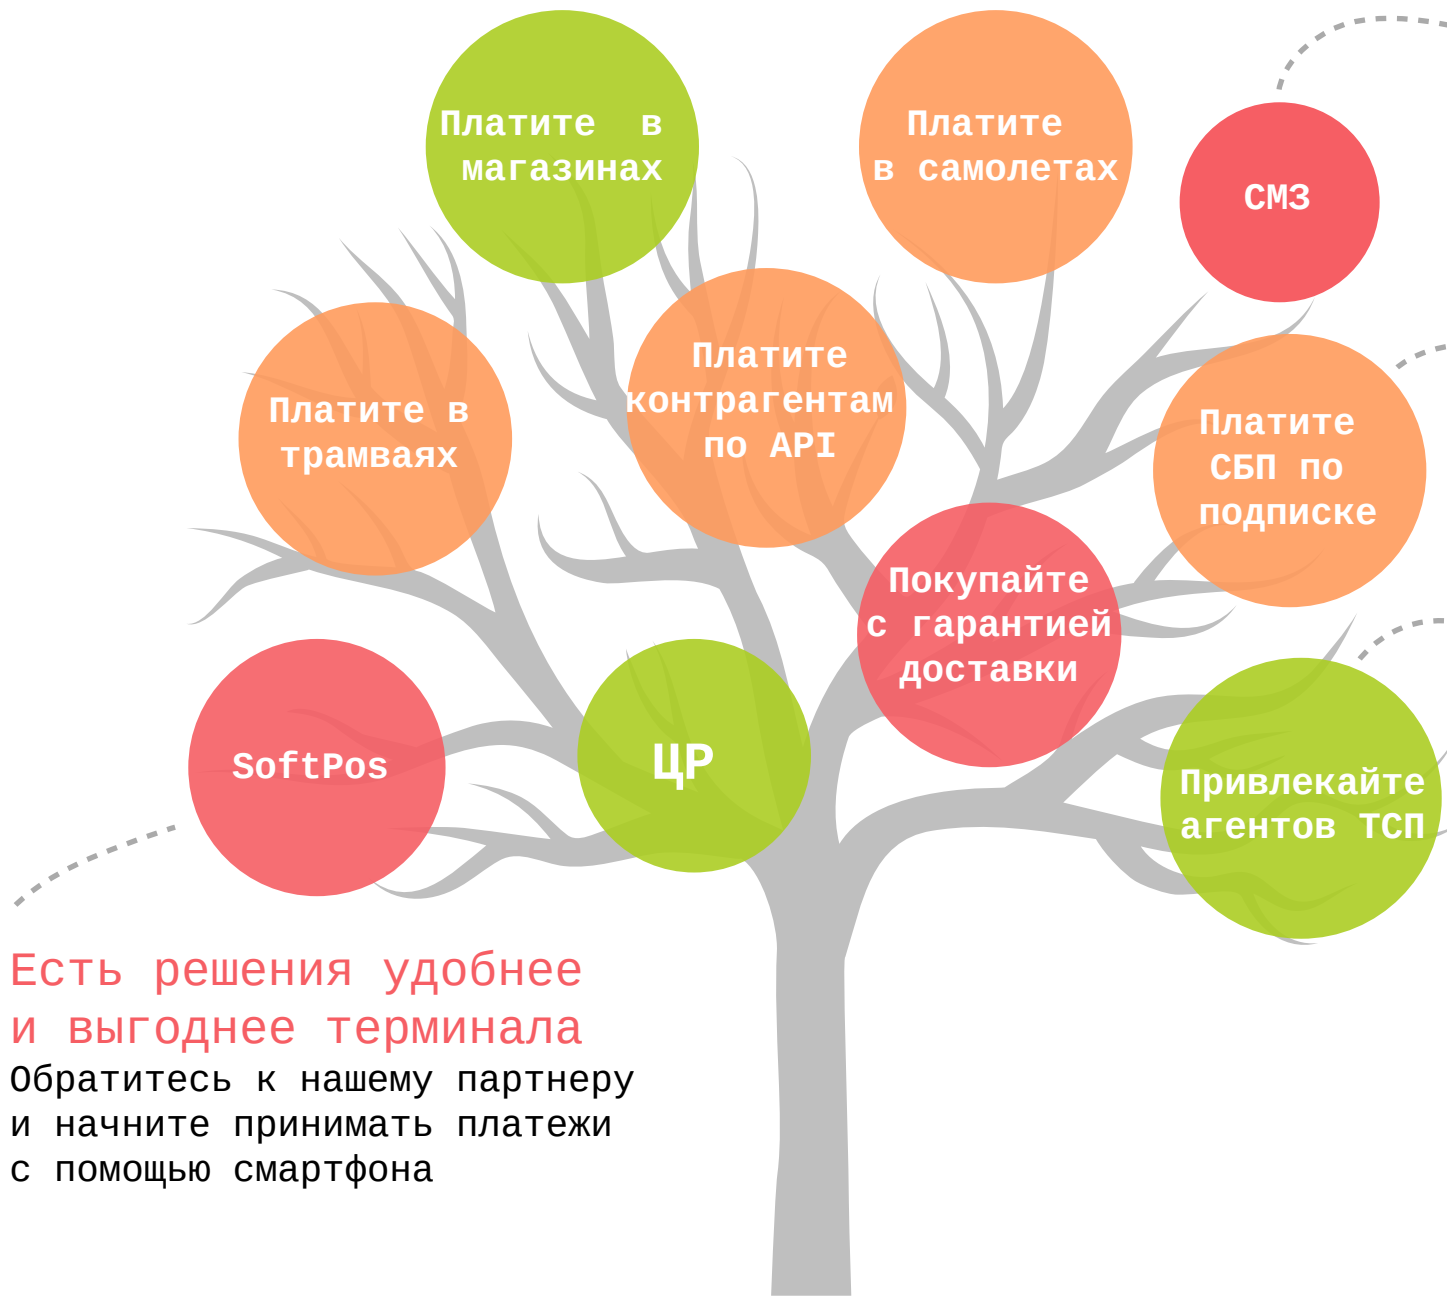 Платите в
магазинах
Платите
в самолетах
СМЗ
Платите в
трамваях
Платите
контрагентам
по API
Платите
СБП по
подписке
Покупайте
с гарантией
доставки
SoftPos
ЦР
Привлекайте
агентов ТСП
Есть решения удобнее
и выгоднее терминала
Обратитесь к нашему партнеру
и начните принимать платежи
с помощью смартфона